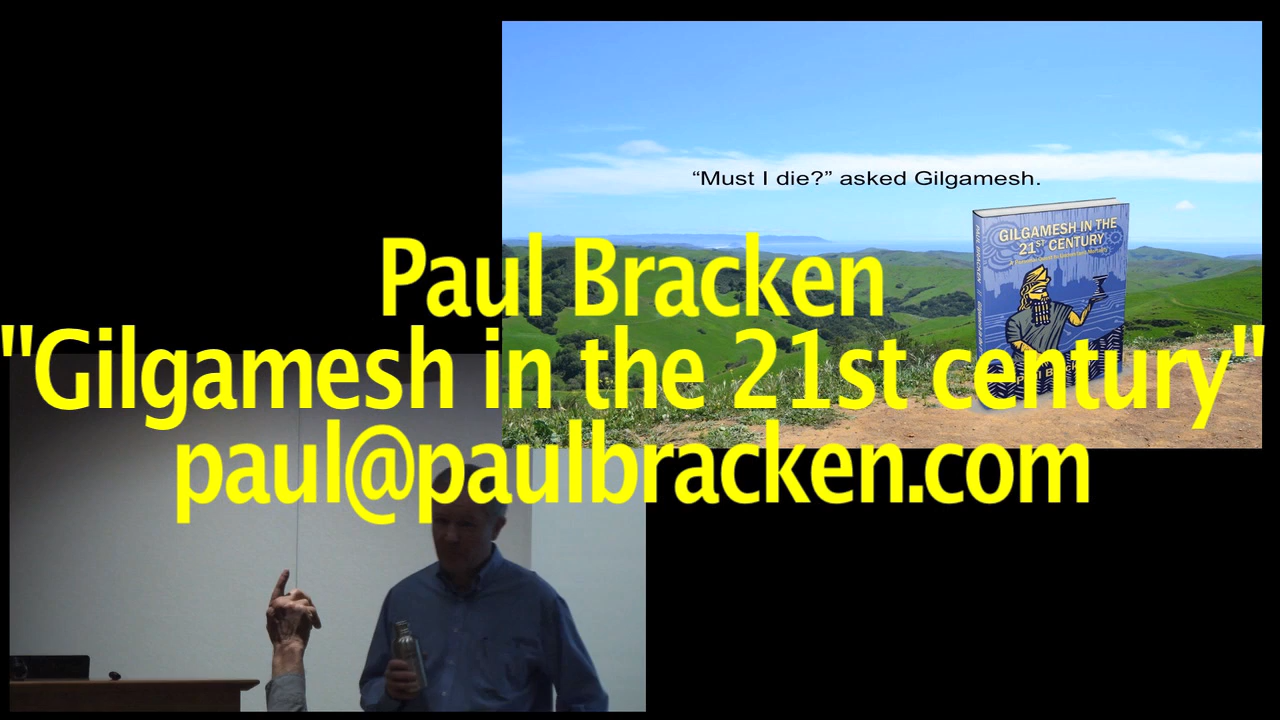 “Must I die?” asked Gilgamesh.
GILGAMESH IN THE
21ST CENTURY
Paul Bracken
"Gilgamesh in the 21st century"
paul@paulbracken.com